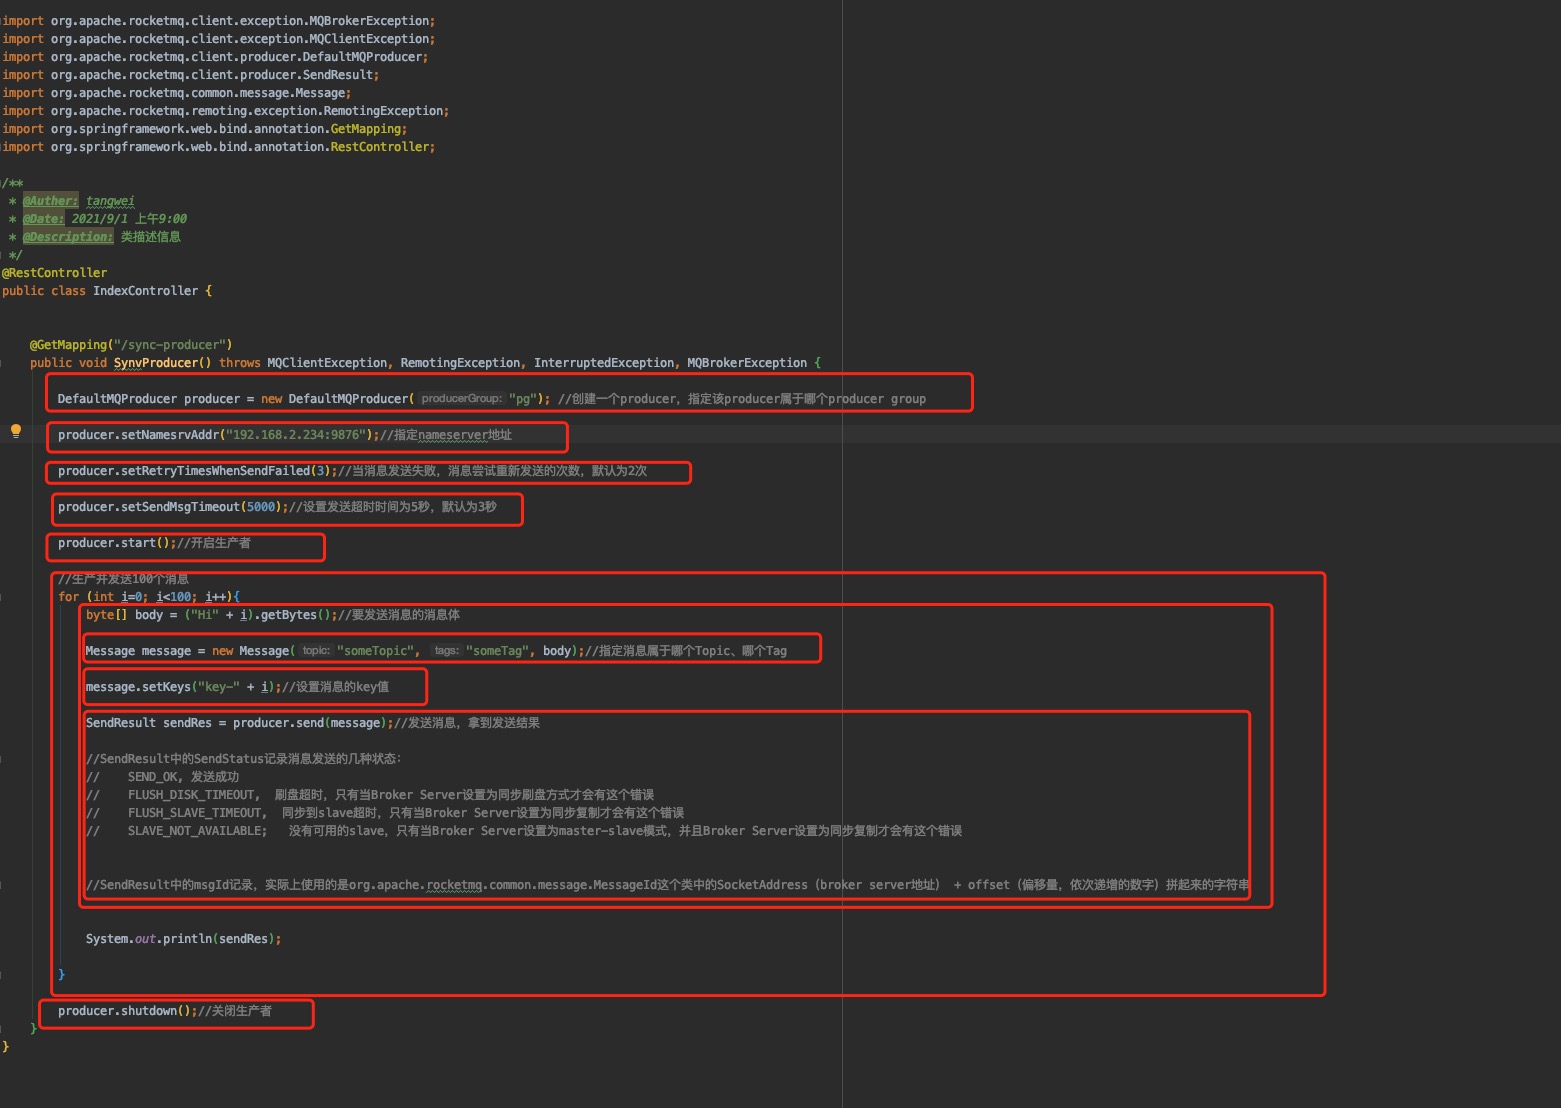 import org.apache.rocketmq.client.exception.MQBrokerException;
import org.apache.rocketmq.client.exception.MQClientException;
import org.apache.rocketmq.client.producer.DefaultMQProducer;
import org.apache.rocketmq.client.producer.SendResult;
import org.apache.rocketmq.common.message.Message;
import org.apache.rocketmq.remoting.exception.RemotingException;
import org.springframework.web.bind.annotation.GetMapping;
import org.springframework.web.bind.annotation.RestController;
/**
* @Auther: tangwei
* @Date: 2021/9/1 上午9:00
* @Description: 类描述信息
*/
@RestController
public class IndexController {
@GetMapping("/sync-producer")
public void SynvProducer() throws MQClientException, RemotingException, InterruptedException, MQBrokerException {
DefaultMQProducer producer = new DefaultMQProducer( producerGroup: "pg"); //创建一个producer，指定该producer属于哪个producer group
producer.setNamesrvAddr("192.168.2.234:9876");//指定nameserver地址
producer.setRetryTimesWhenSendFailed(3);//当消息发送失败，消息尝试重新发送的次数，默认为2次
producer.setSendMsgTimeout(5000);//设置发送超时时间为5秒，默认为3秒
producer.start();//开启生产者
//生产并发送100个消息
for (int i=0; i<100; i++){
byte[] body = ("Hi" + i).getBytes();//要发送消息的消息体
Message message = new Message( topic: "someTopic", tags: "someTag", body);//指定消息属于哪个Topic、哪个Tag
message.setKeys("key-" + i);//设置消息的key值
SendResult sendRes = producer.send(message);//发送消息，拿到发送结果
//SendResult中的SendStatus记录消息发送的几种状态：
// SEND_OK, 发送成功
// FLUSH_DISK_TIMEOUT, 刷盘超时，只有当Broker Server设置为同步刷盘方式才会有这个错误
// FLUSH_SLAVE_TIMEOUT, 同步到slave超时，只有当Broker Server设置为同步复制才会有这个错误
// SLAVE_NOT_AVAILABLE; 没有可用的slave，只有当Broker Server设置为master-slave模式，并且Broker Server设置为同步复制才会有这个错误
//SendResult中的msgId记录，实际上使用的是org.apache.rocketmq.common.message.MessageId这个类中的SocketAddress（broker server地址） + offset（偏移量，依次递增的数字）拼起来的字符串
System.out.println(sendRes);
}
producer.shutdown();//关闭生产者
}
}